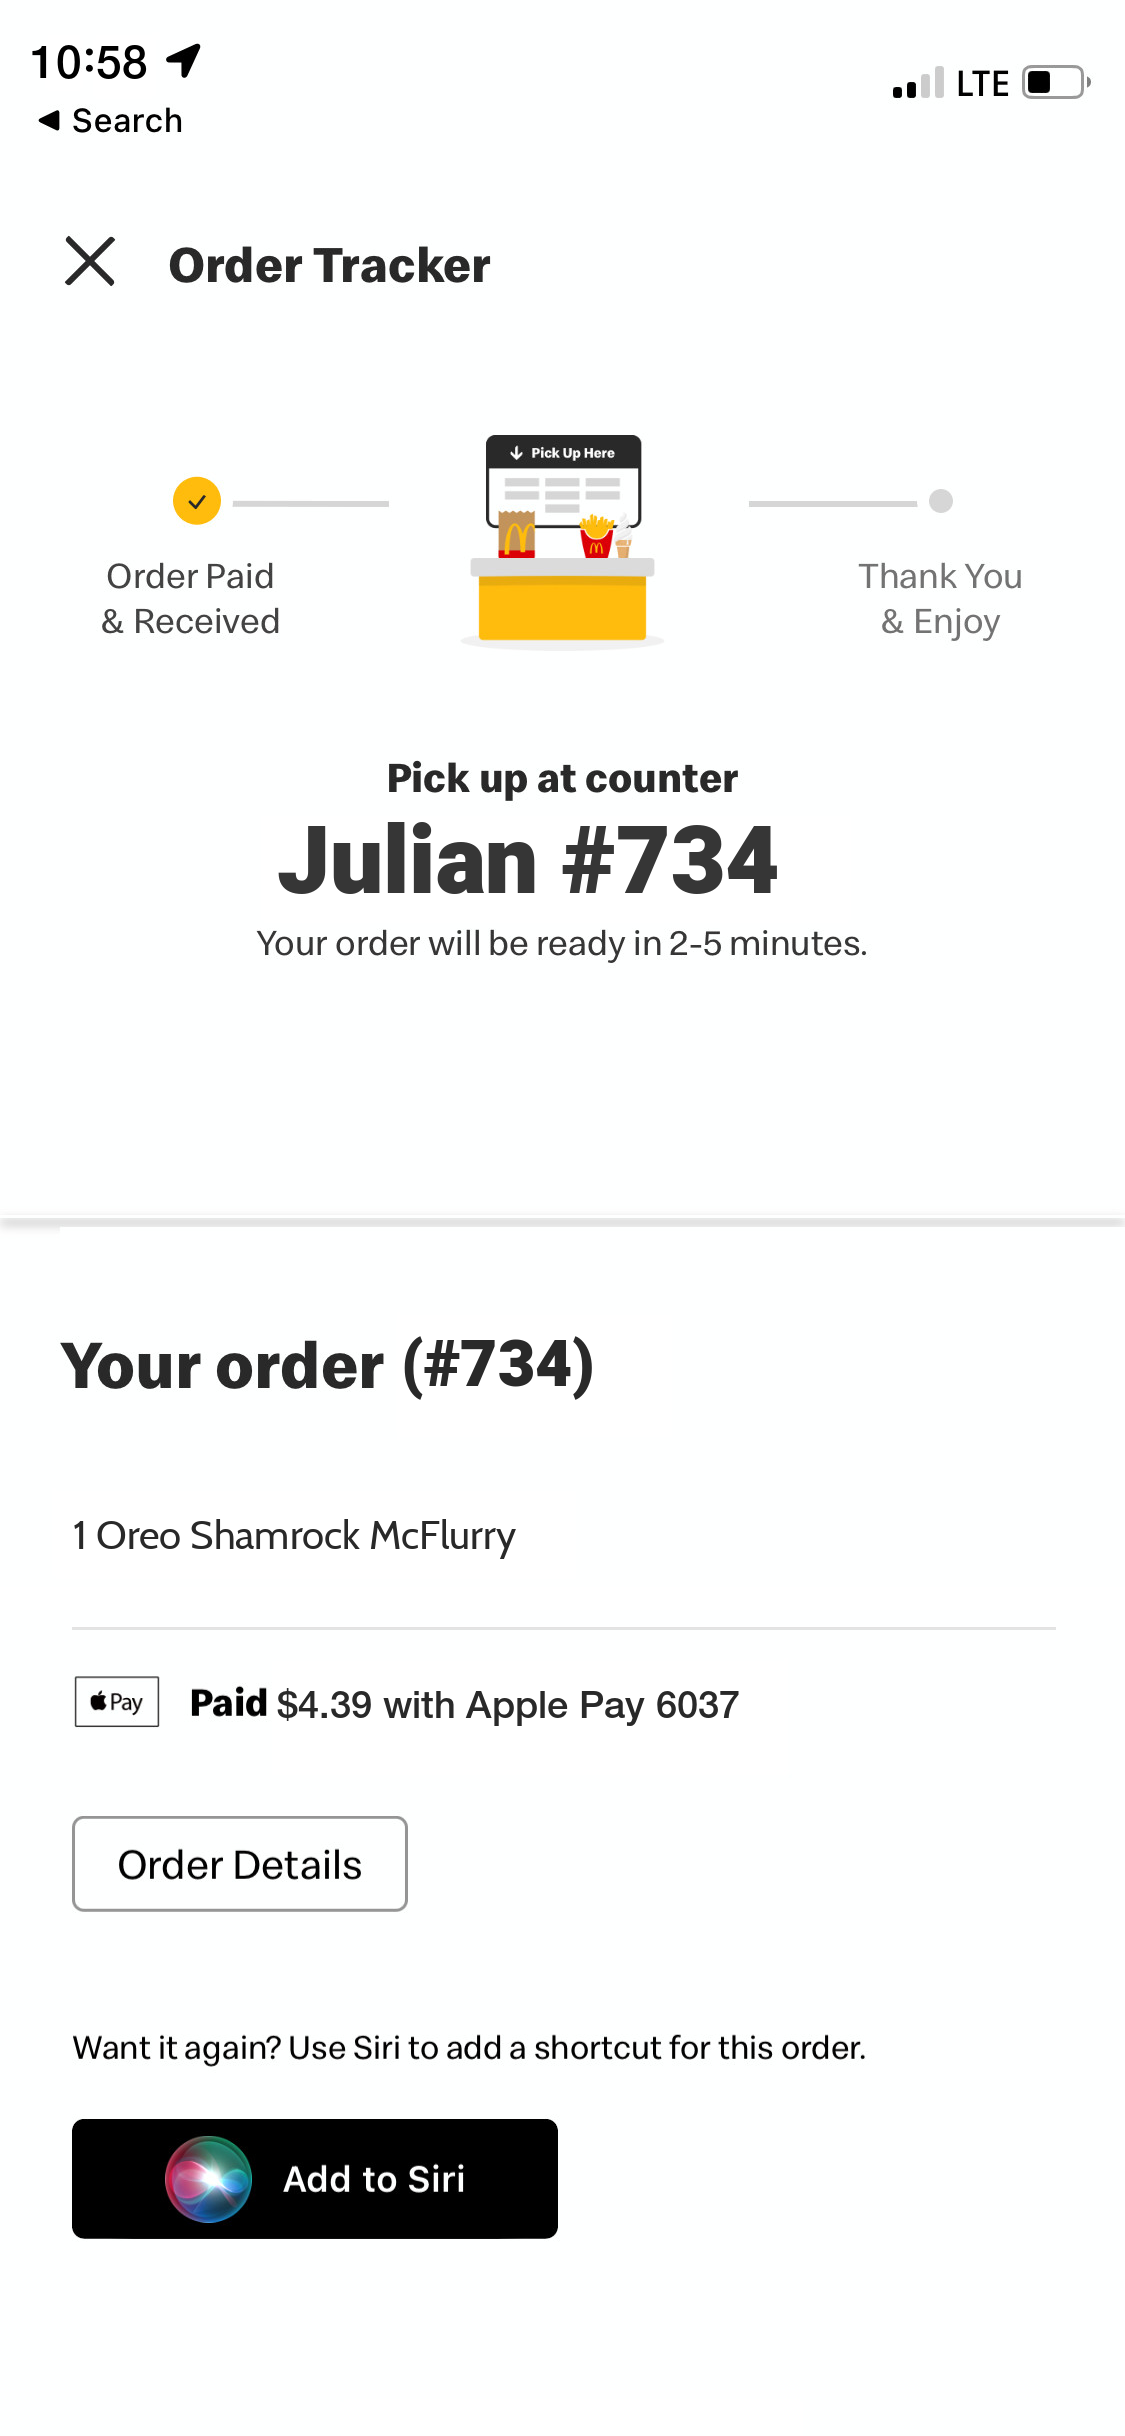 10:58
LTE
◀ Search
Order Tracker
Pick Up Here
Order Paid
& Received
Thank You
& Enjoy
Pick up at counter
Julian #734
Your order will be ready in 2-5 minutes.
Your order (#734)
1 Oreo Shamrock McFlurry
Pay
Paid $4.39 with Apple Pay 6037
Order Details
Want it again? Use Siri to add a shortcut for this order.
Add to Siri